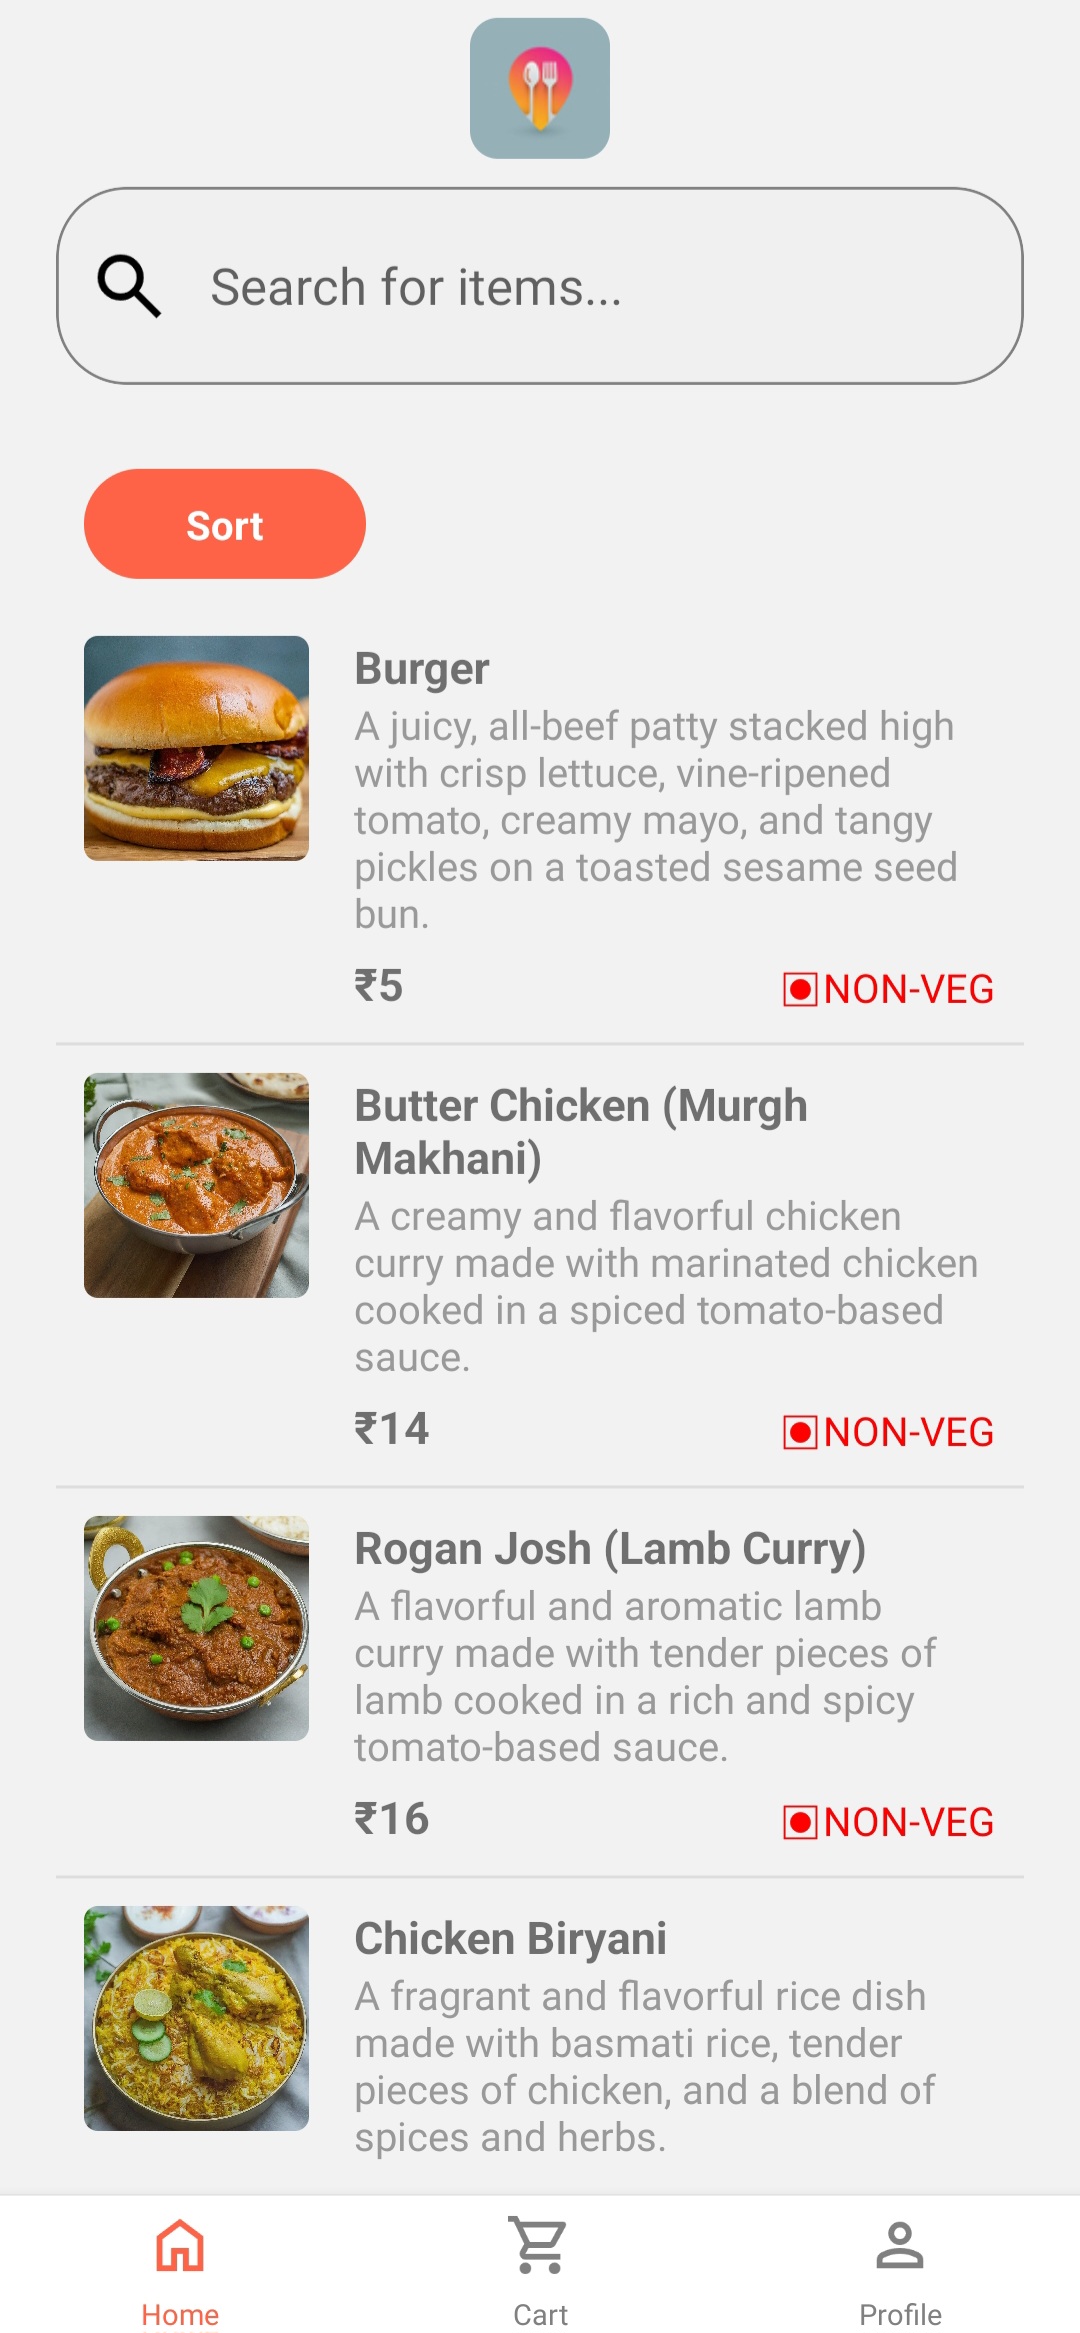 Search for items...
Sort
Burger
A juicy, all-beef patty stacked high
with crisp lettuce, vine-ripened
tomato, creamy mayo, and tangy
pickles on a toasted sesame seed
bun.
₹5
NON-VEG
Butter Chicken (Murgh
Makhani)
A creamy and flavorful chicken
curry made with marinated chicken
cooked in a spiced tomato-based
sauce.
₹14
NON-VEG
Rogan Josh (Lamb Curry)
A flavorful and aromatic lamb
curry made with tender pieces of
lamb cooked in a rich and spicy
tomato-based sauce.
₹16
NON-VEG
Chicken Biryani
A fragrant and flavorful rice dish
made with basmati rice, tender
pieces of chicken, and a blend of
spices and herbs.
Home
Cart
Profile